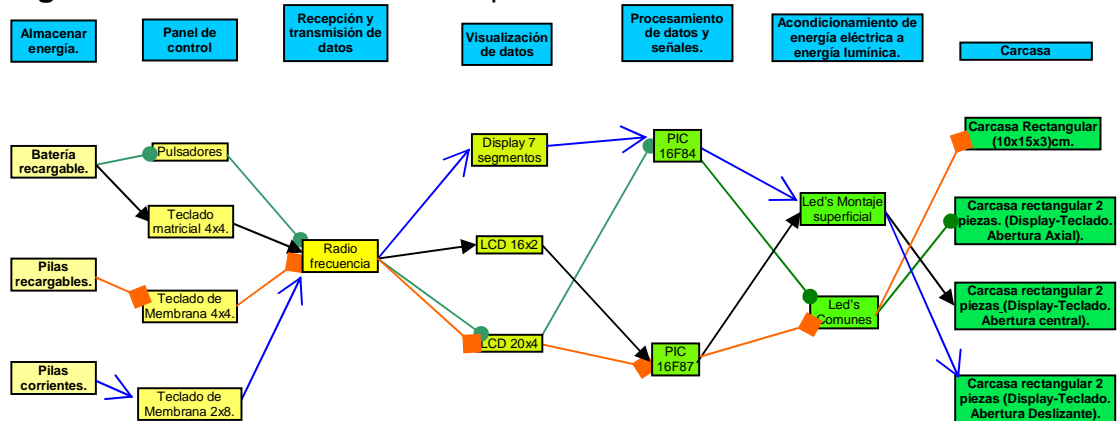 Almacenar
energía.
Panel de
control
Recepción y
transmisión de
datos
Visualización
de datos
Procesamiento
de datos y
señales.
Acondicionamiento de
energía eléctrica a
energía lumínica.
Carcasa
Batería
recargable.
Pilas
recargables.
Pilas
corrientes.
Pulsadores
Teclado
matricial 4x4.
Teclado de
Membrana 4x4.
Teclado de
Membrana 2x8.
Radio
frecuencia
Display 7
segmentos
LCD 16x2
LCD 20x4
PIC
16F84
PIC
16F87
Led's Montaje
superficial
Led's
Comunes
Carcasa Rectangular
(10x15x3)cm.
Carcasa rectangular 2
piezas. (Display-Teclado.
Abertura Axial).
Carcasa rectangular 2
piezas (Display-Teclado.
Abertura central).
Carcasa rectangular 2
piezas (Display-Teclado.
Abertura Deslizante).